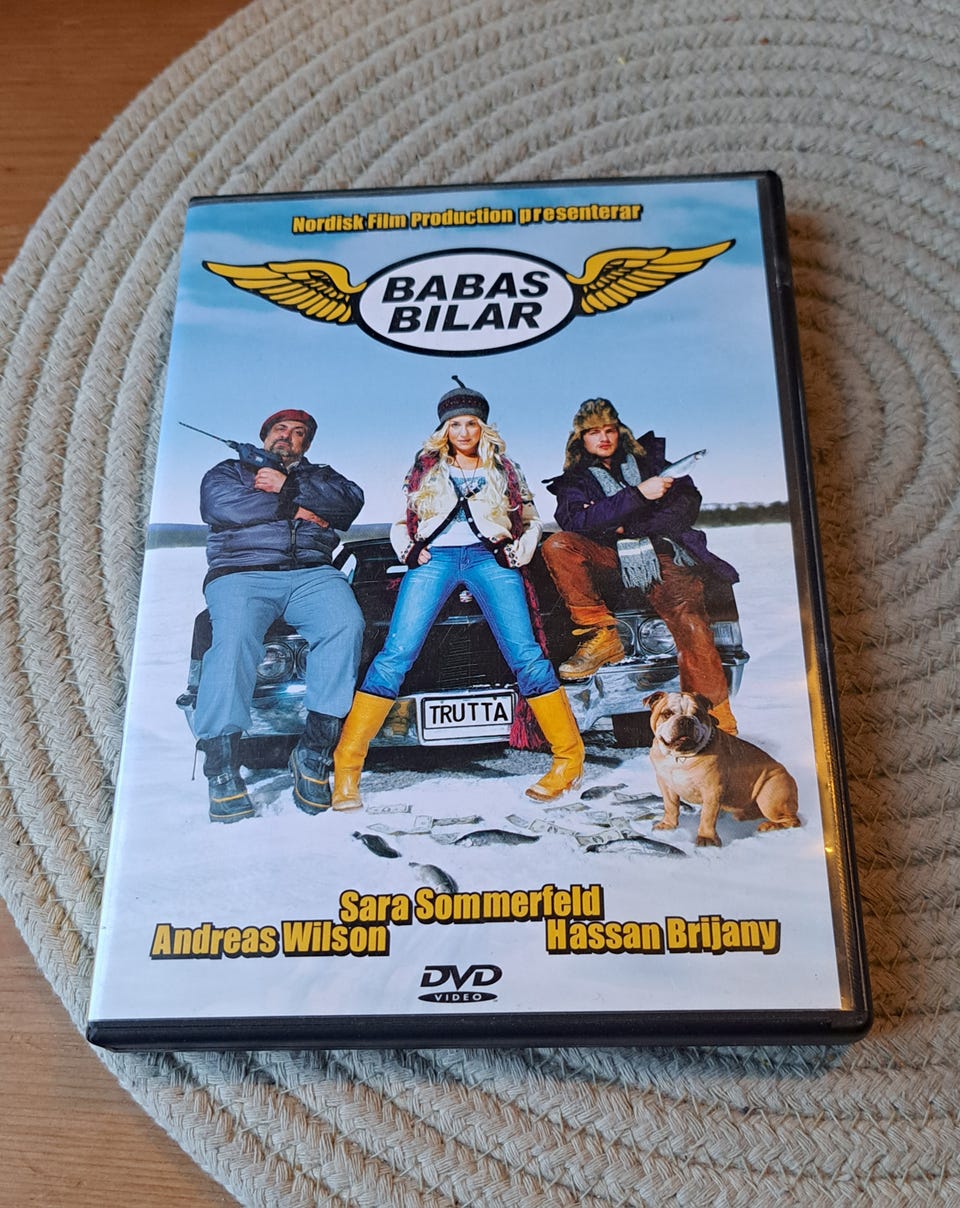 Nordisk Film Production presenterar
BABAS
BILAR
TRUTTA
Sara Sommerfeld
Andreas Wilson
Hassan Brijany
DVD
VIDEO